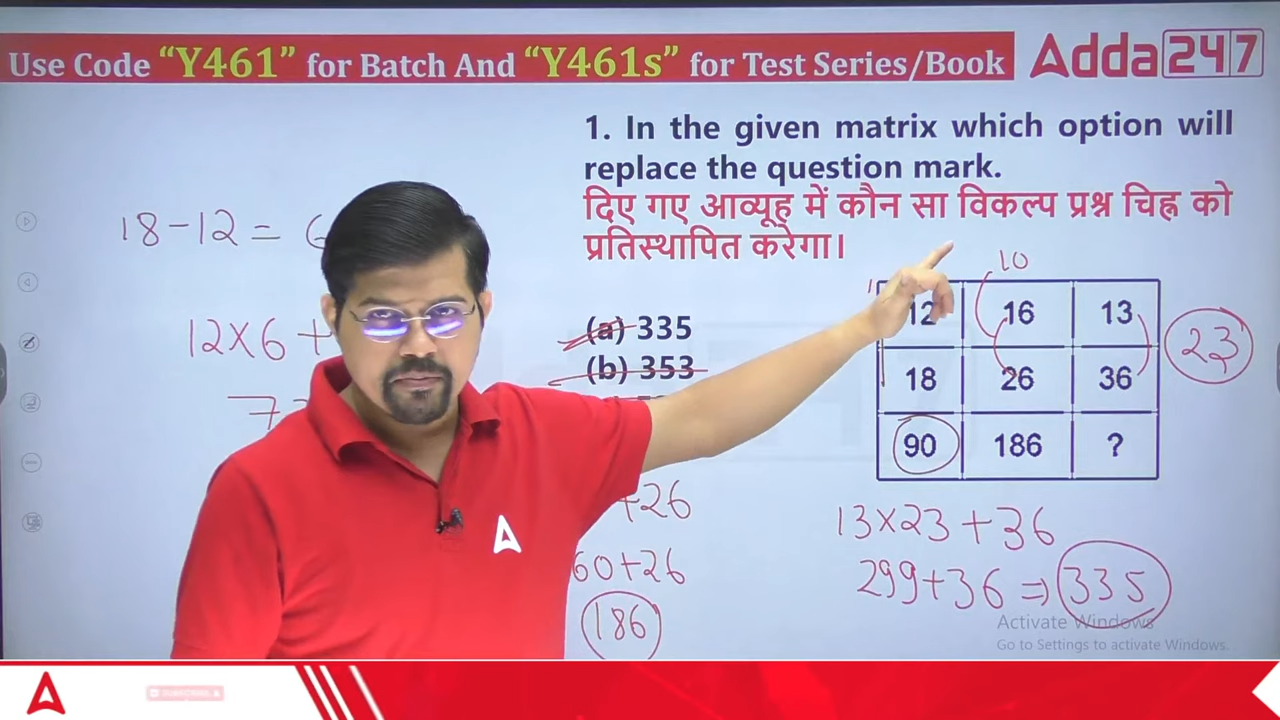 Use Code “Y461” for Batch And “Y461s” for Test Series/Book
Adda247
1. In the given matrix which option will
replace the question mark.
दिए गए आव्यूह में कौन सा विकल्प प्रश्न चिह्न को
प्रतिस्थापित करेगा।
18-12 = 6
12x6 +
(a) 335
(b) 353
10
12 16 13
18 26 36
90 186 ?
23
+26
60+26
186
13x23 +36
299+36 => 335
Activate Windows
Go to Settings to activate Windows.
SUBSCRIBE